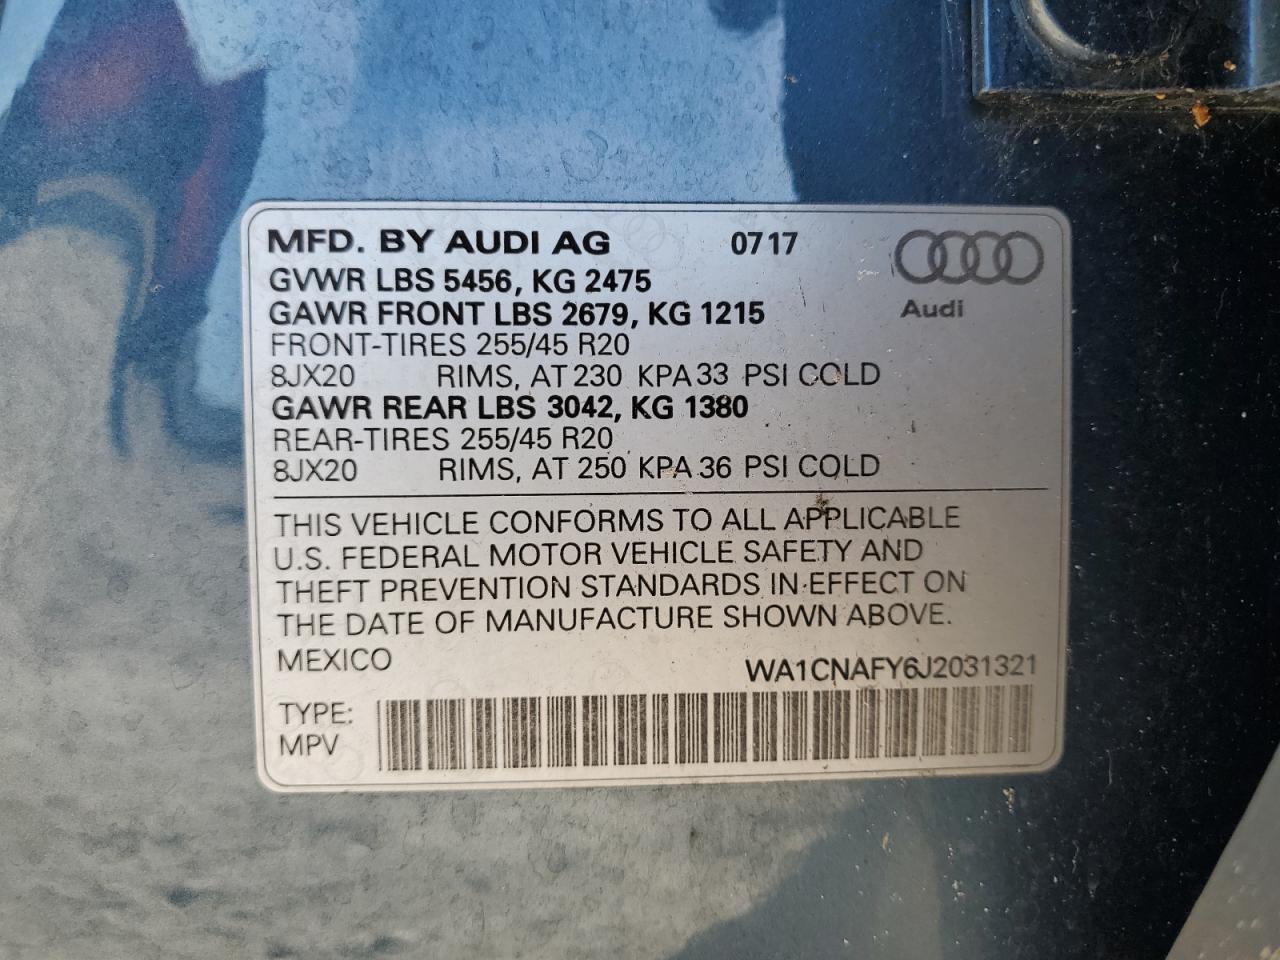 MFD. BY AUDI AG 0717
GVWR LBS 5456, KG 2475
GAWR FRONT LBS 2679, KG 1215
Audi
FRONT-TIRES 255/45 R20
8JX20 RIMS, AT 230 KPA 33 PSI COLD
GAWR REAR LBS 3042, KG 1380
REAR-TIRES 255/45 R20
8JX20 RIMS, AT 250 KPA 36 PSI COLD
THIS VEHICLE CONFORMS TO ALL APPLICABLE
U.S. FEDERAL MOTOR VEHICLE SAFETY AND
THEFT PREVENTION STANDARDS IN EFFECT ON
THE DATE OF MANUFACTURE SHOWN ABOVE.
MEXICO WA1CNAFY6J2031321
TYPE:
MPV